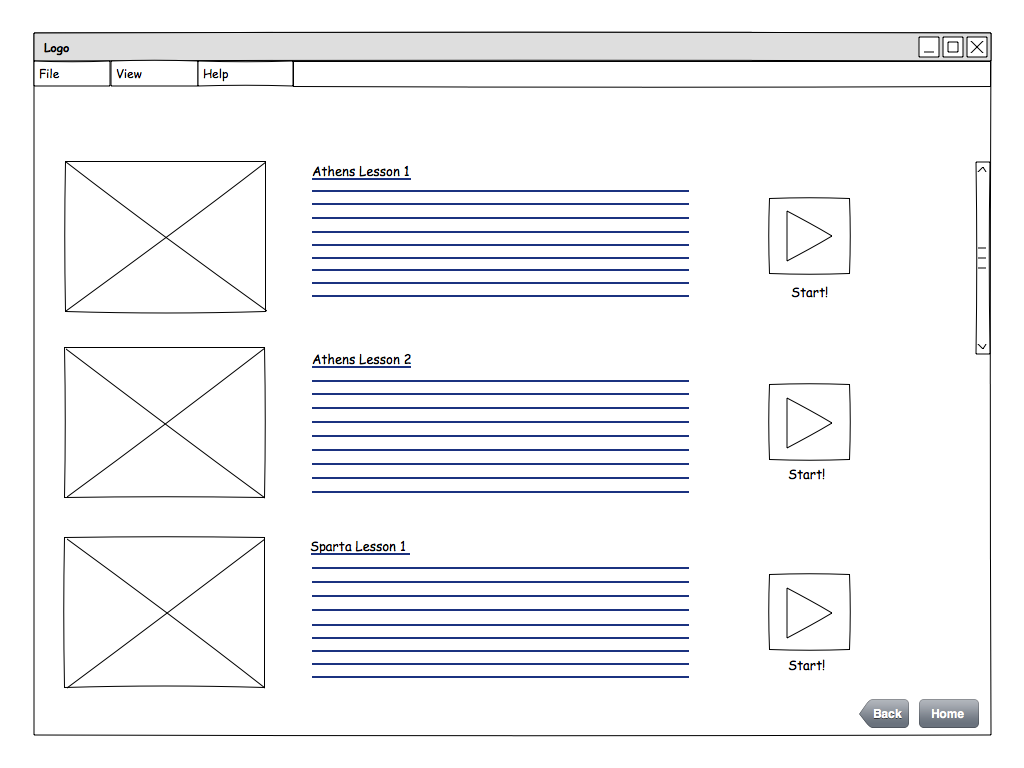 Logo
File View Help
Athens Lesson 1
Start!
Athens Lesson 2
Start!
Sparta Lesson 1
Start!
Back Home